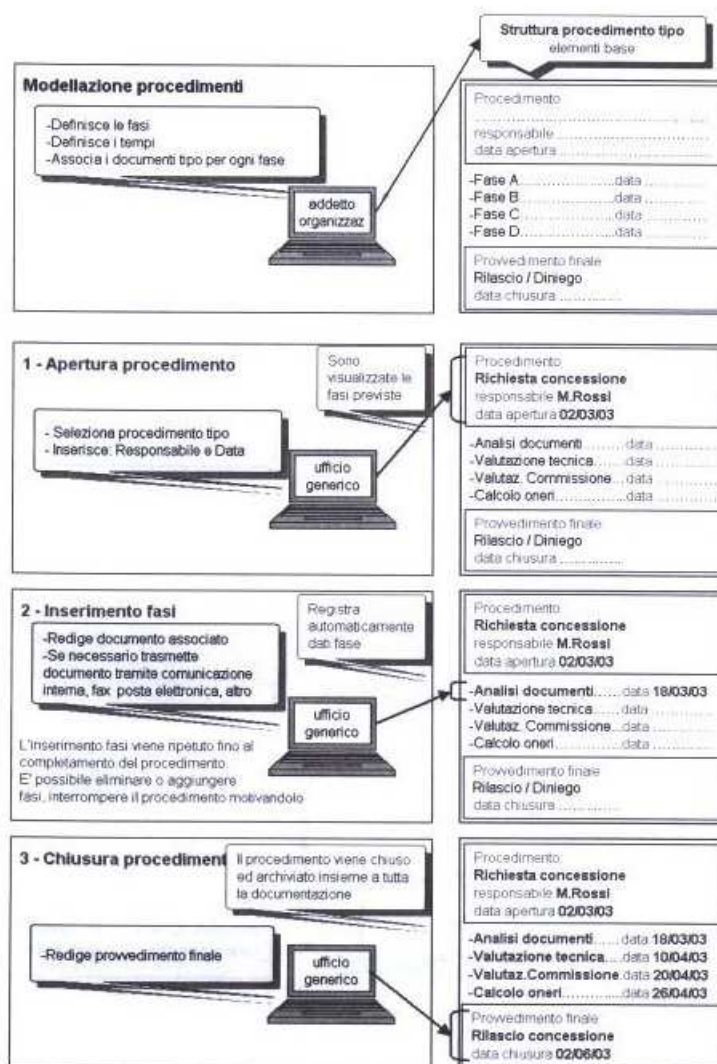 Struttura procedimento tipo
elementi base
Modellazione procedimenti
-Definisce le fasi
-Definisce i tempi
-Associa i documenti tipo per ogni fase
addetto
organizzaz
Procedimento
responsabile
data apertura
-Fase A data
-Fase B data
-Fase C data
-Fase D data
Provvedimento finale
Rilascio / Diniego
data chiusura
1 - Apertura procedimento
Sono
visualizzate le
fasi previste
- Seleziona procedimento tipo
- Inserisce: Responsabile e Data
ufficio
generico
Procedimento
Richiesta concessione
responsabile M.Rossi
data apertura 02/03/03
-Analisi documenti data
-Valutazione tecnica data
-Valutaz. Commissione data
-Calcolo oneri data
Provvedimento finale
Rilascio / Diniego
data chiusura
2 - Inserimento fasi
Registra
automaticamente
dati fase
-Redige documento associato
-Se necessario trasmette
documento tramite comunicazione
interna, fax posta elettronica, altro
ufficio
generico
L'inserimento fasi viene ripetuto fino al
completamento del procedimento.
E' possibile eliminare o aggiungere
fasi, interrompere il procedimento motivandolo
Procedimento
Richiesta concessione
responsabile M.Rossi
data apertura 02/03/03
-Analisi documenti data 18/03/03
-Valutazione tecnica data
-Valutaz. Commissione data
-Calcolo oneri data
Provvedimento finale
Rilascio / Diniego
data chiusura
3 - Chiusura procediment
Il procedimento viene chiuso
ed archiviato insieme a tutta
la documentazione
-Redige provvedimento finale
ufficio
generico
Procedimento
Richiesta concessione
responsabile M.Rossi
data apertura 02/03/03
-Analisi documenti data 18/03/03
-Valutazione tecnica data 10/04/03
-Valutaz.Commissione data 20/04/03
-Calcolo oneri data 26/04/03
Provvedimento finale
Rilascio concessione
data chiusura 02/06/03